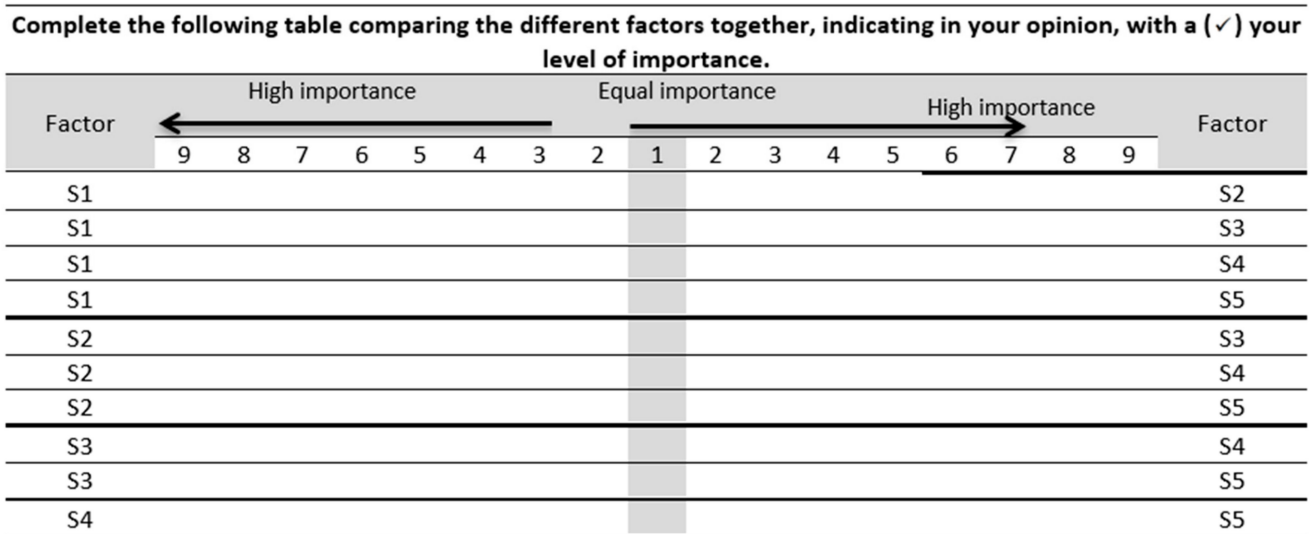 Complete the following table comparing the different factors together, indicating in your opinion, with a (✓) your
level of importance.
Factor High importance Equal importance High importance Factor
9 8 7 6 5 4 3 2 1 2 3 4 5 6 7 8 9
S1 S2
S1 S3
S1 S4
S1 S5
S2 S3
S2 S4
S2 S5
S3 S4
S3 S5
S4 S5